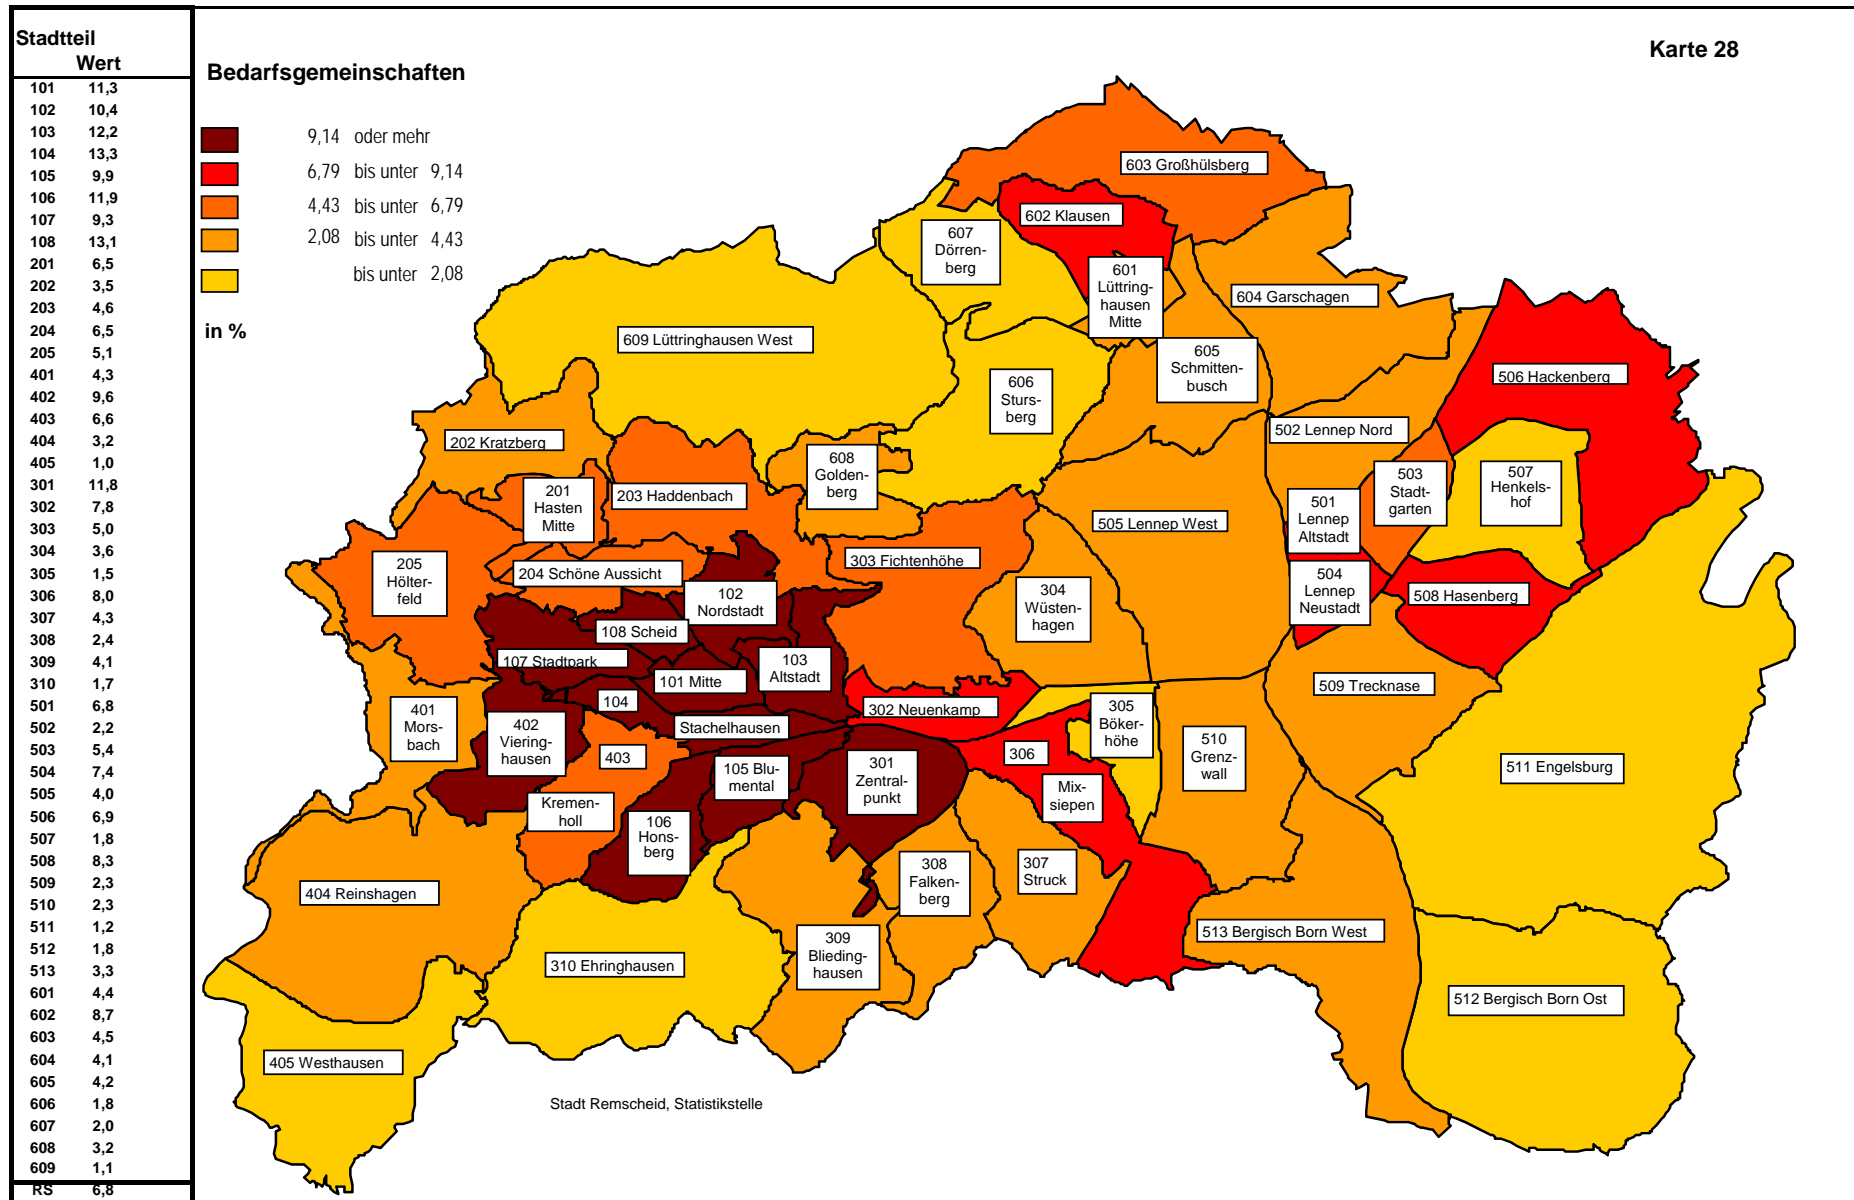 Stadtteil
Wert
101 11,3
102 10,4
103 12,2
104 13,3
105 9,9
106 11,9
107 9,3
108 13,1
201 6,5
202 3,5
203 4,6
204 6,5
205 5,1
401 4,3
402 9,6
403 6,6
404 3,2
405 1,0
301 11,8
302 7,8
303 5,0
304 3,6
305 1,5
306 8,0
307 4,3
308 2,4
309 4,1
310 1,7
501 6,8
502 2,2
503 5,4
504 7,4
505 4,0
506 6,9
507 1,8
508 8,3
509 2,3
510 2,3
511 1,2
512 1,8
513 3,3
601 4,4
602 8,7
603 4,5
604 4,1
605 4,2
606 1,8
607 2,0
608 3,2
609 1,1
RS 6,8
Karte 28
Bedarfsgemeinschaften
9,14 oder mehr
6,79 bis unter 9,14
4,43 bis unter 6,79
2,08 bis unter 4,43
bis unter 2,08
in %
603 Großhülsberg
602 Klausen
607
Dörren-
berg
601
Lüttring-
hausen
Mitte
604 Garschagen
609 Lüttringhausen West
605
Schmitten-
busch
606
Sturs-
berg
506 Hackenberg
502 Lennep Nord
202 Kratzberg
608
Golden-
berg
503
Stadt-
garten
507
Henkels-
hof
201
Hasten
Mitte
203 Haddenbach
501
Lennep
Altstadt
505 Lennep West
303 Fichtenhöhe
205
Hölter-
feld
204 Schöne Aussicht
102
Nordstadt
304
Wüsten-
hagen
504
Lennep
Neustadt
508 Hasenberg
108 Scheid
107 Stadtpark
101 Mitte
103
Altstadt
509 Trecknase
104
Stachelhausen
302 Neuenkamp
305
Böker-
höhe
401
Mors-
bach
402
Viering-
hausen
403
Kremen-
holl
306
Mix-
siepen
510
Grenz-
wall
105 Blu-
mental
301
Zentral-
punkt
511 Engelsburg
106
Hons-
berg
308
Falken-
berg
307
Struck
404 Reinshagen
309
Blieding-
hausen
513 Bergisch Born West
310 Ehringhausen
512 Bergisch Born Ost
405 Westhausen
Stadt Remscheid, Statistikstelle